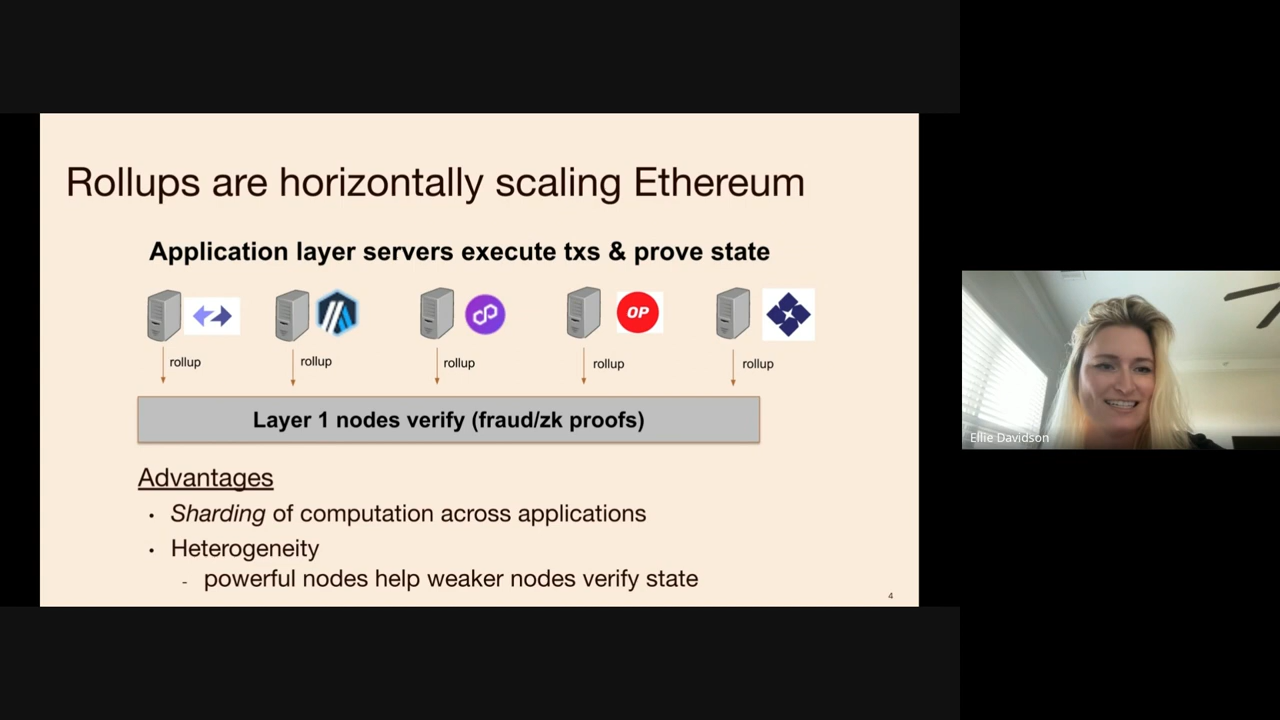 Rollups are horizontally scaling Ethereum
Application layer servers execute txs & prove state
OP
rollup
rollup
rollup
rollup
rollup
Layer 1 nodes verify (fraud/zk proofs)
Advantages
• Sharding of computation across applications
• Heterogeneity
- powerful nodes help weaker nodes verify state
4
Ellie Davidson